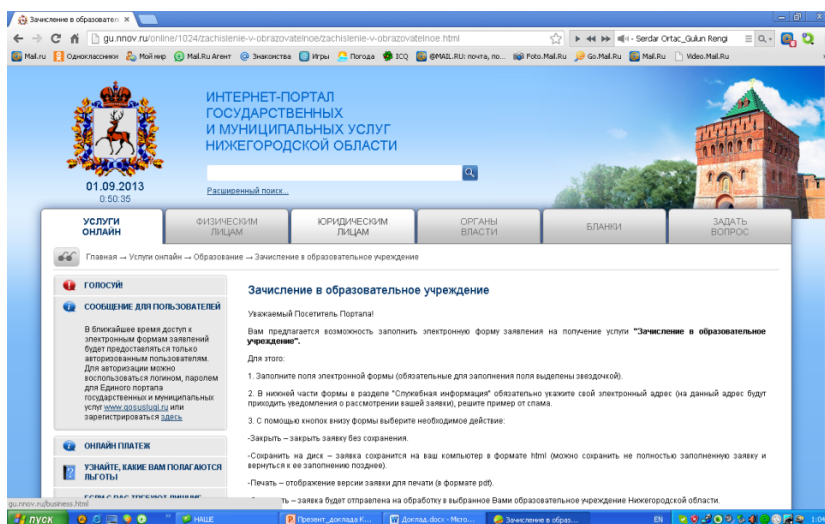 Зачисление в образовател
gu.nnov.ru/online/1024/zachislenie-v-obrazovatelnoe/zachislenie-v-obrazovatelnoe.html
- Serdar Ortac_Gulun Rengi
Mail.ru Одноклассники Мой мир Mail.Ru Агент Знакомства Игры Погода ICQ @MAIL.RU: почта, по... Foto.Mail.Ru Go.Mail.Ru Mail.Ru Video.Mail.Ru
ИНТЕРНЕТ-ПОРТАЛ
ГОСУДАРСТВЕННЫХ
И МУНИЦИПАЛЬНЫХ УСЛУГ
НИЖЕГОРОДСКОЙ ОБЛАСТИ
01.09.2013
0:50:35
Расширенный поиск...
УСЛУГИ ОНЛАЙН
ФИЗИЧЕСКИМ ЛИЦАМ
ЮРИДИЧЕСКИМ ЛИЦАМ
ОРГАНЫ ВЛАСТИ
БЛАНКИ
ЗАДАТЬ ВОПРОС
Главная → Услуги онлайн → Образование → Зачисление в образовательное учреждение
ГОЛОСУЙ!
СООБЩЕНИЕ ДЛЯ ПОЛЬЗОВАТЕЛЕЙ
В ближайшее время доступ к
электронным формам заявлений
будет предоставляться только
авторизованным пользователям.
Для авторизации можно
воспользоваться логином, паролем
для Единого портала
государственных и муниципальных
услуг www.gosuslugi.ru или
зарегистрироваться здесь
ОНЛАЙН ПЛАТЕЖ
УЗНАЙТЕ, КАКИЕ ВАМ ПОЛАГАЮТСЯ
ЛЬГОТЫ
Зачисление в образовательное учреждение
Уважаемый Посетитель Портала!
Вам предлагается возможность заполнить электронную форму заявления на получение услуги "Зачисление в образовательное
учреждение".
Для этого:
1. Заполните поля электронной формы (обязательные для заполнения поля выделены звездочкой).
2. В нижней части формы в разделе "Служебная информация" обязательно укажите свой электронный адрес (на данный адрес будут
приходить уведомления о рассмотрении вашей заявки), решите пример от спама.
3. С помощью кнопок внизу формы выберите необходимое действие:
-Закрыть – закрыть заявку без сохранения.
-Сохранить на диск – заявка сохранится на ваш компьютер в формате html (можно сохранить не полностью заполненную заявку и
вернуться к ее заполнению позднее).
-Печать – отображение версии заявки для печати (в формате pdf).
– заявка будет отправлена на обработку в выбранное Вами образовательное учреждение Нижегородской области.
gu.nnov.ru/business.html
пуск
НАШЕ
Презент_доклада К...
Доклад.docx - Micro...
Зачисление в образ...
EN